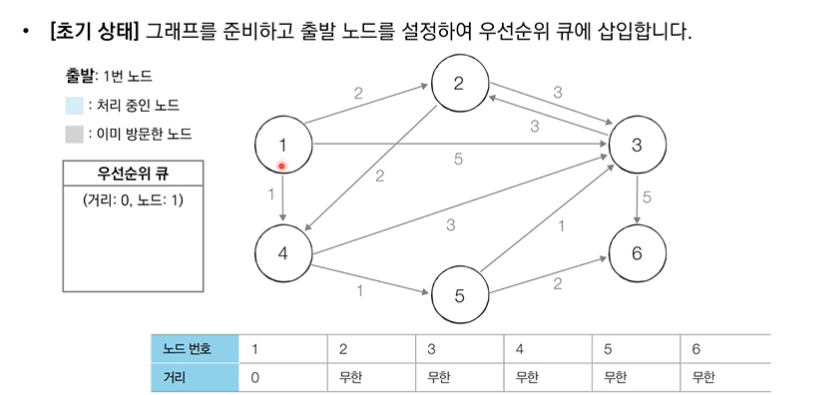 • [초기 상태] 그래프를 준비하고 출발 노드를 설정하여 우선순위 큐에 삽입합니다.
출발: 1번 노드
: 처리 중인 노드
: 이미 방문한 노드
우선순위 큐
(거리: 0, 노드: 1)
2
2
3
3
1
3
5
2
1
5
4
3
1
6
1
5
2
노드 번호 1 2 3 4 5 6
거리 0 무한 무한 무한 무한 무한